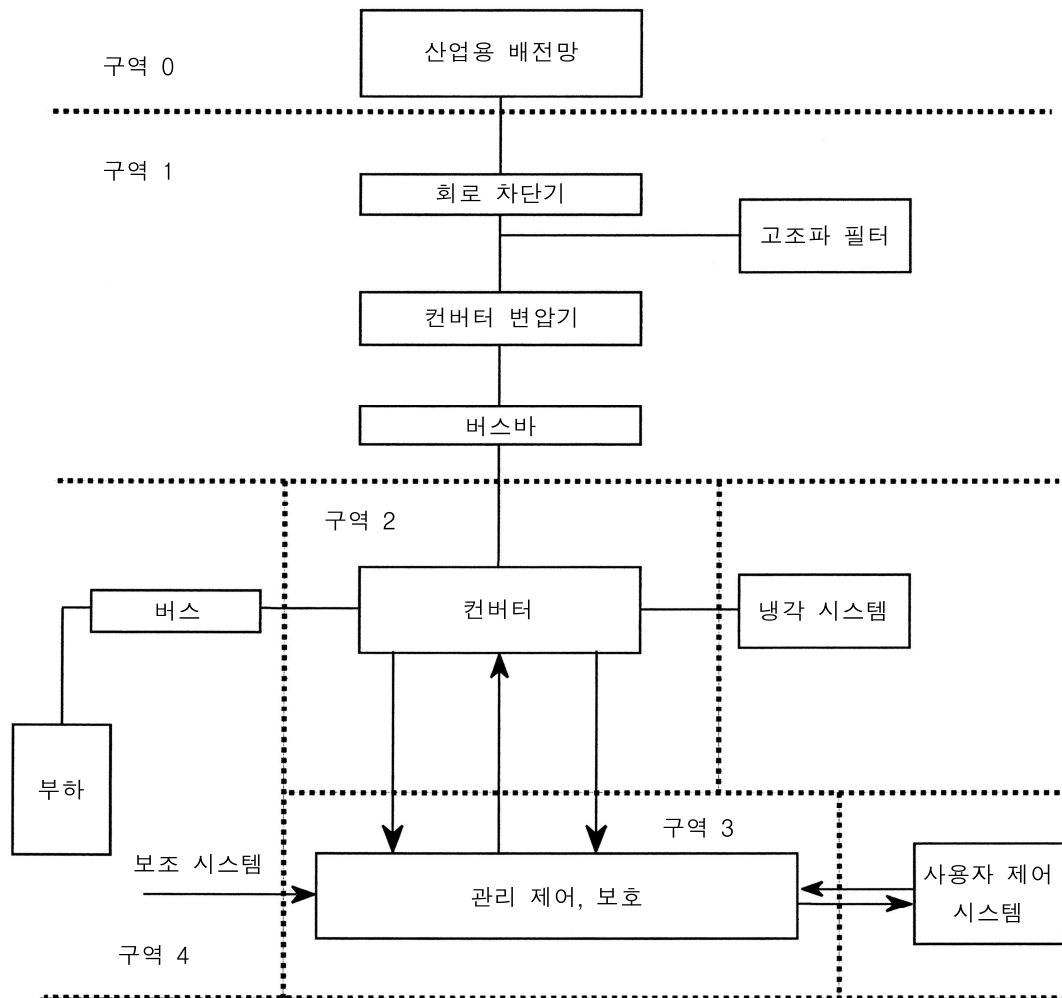 산업용 배전망
구역 0
구역 1
회로 차단기
고조파 필터
컨버터 변압기
버스바
구역 2
버스
컨버터
냉각 시스템
부하
구역 3
보조 시스템
관리 제어, 보호
사용자 제어
시스템
구역 4